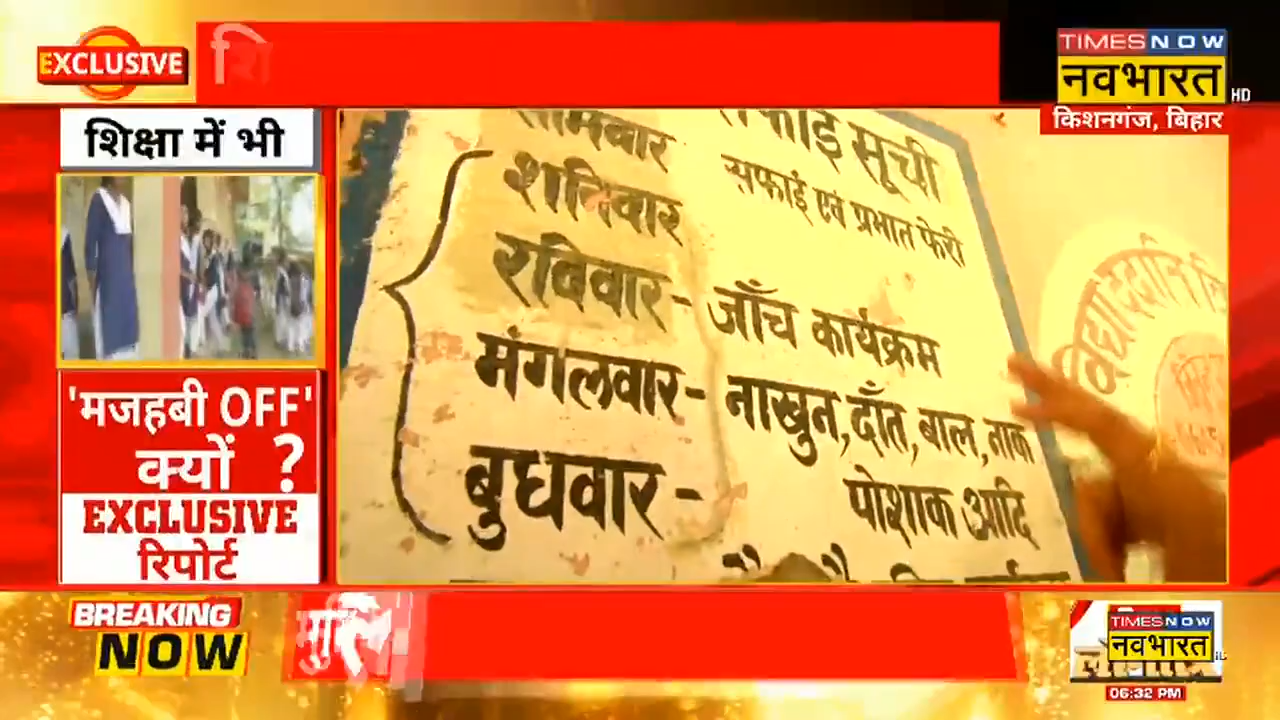 EXCLUSIVE
शि
TIMES NOW
नवभारत HD
किशनगंज, बिहार
शिक्षा में भी
'मजहबी OFF'
क्यों ?
EXCLUSIVE
रिपोर्ट
सोमवार
सफाई सूची
शनिवार
सफाई एवं प्रभात फेरी
रविवार - जाँच कार्यक्रम
मंगलवार - नाखुन, दाँत, बाल, नाक
बुधवार - पोशाक आदि
विद्या ददाति
BREAKING
NOW
TIMES NOW
नवभारत
06:32 PM